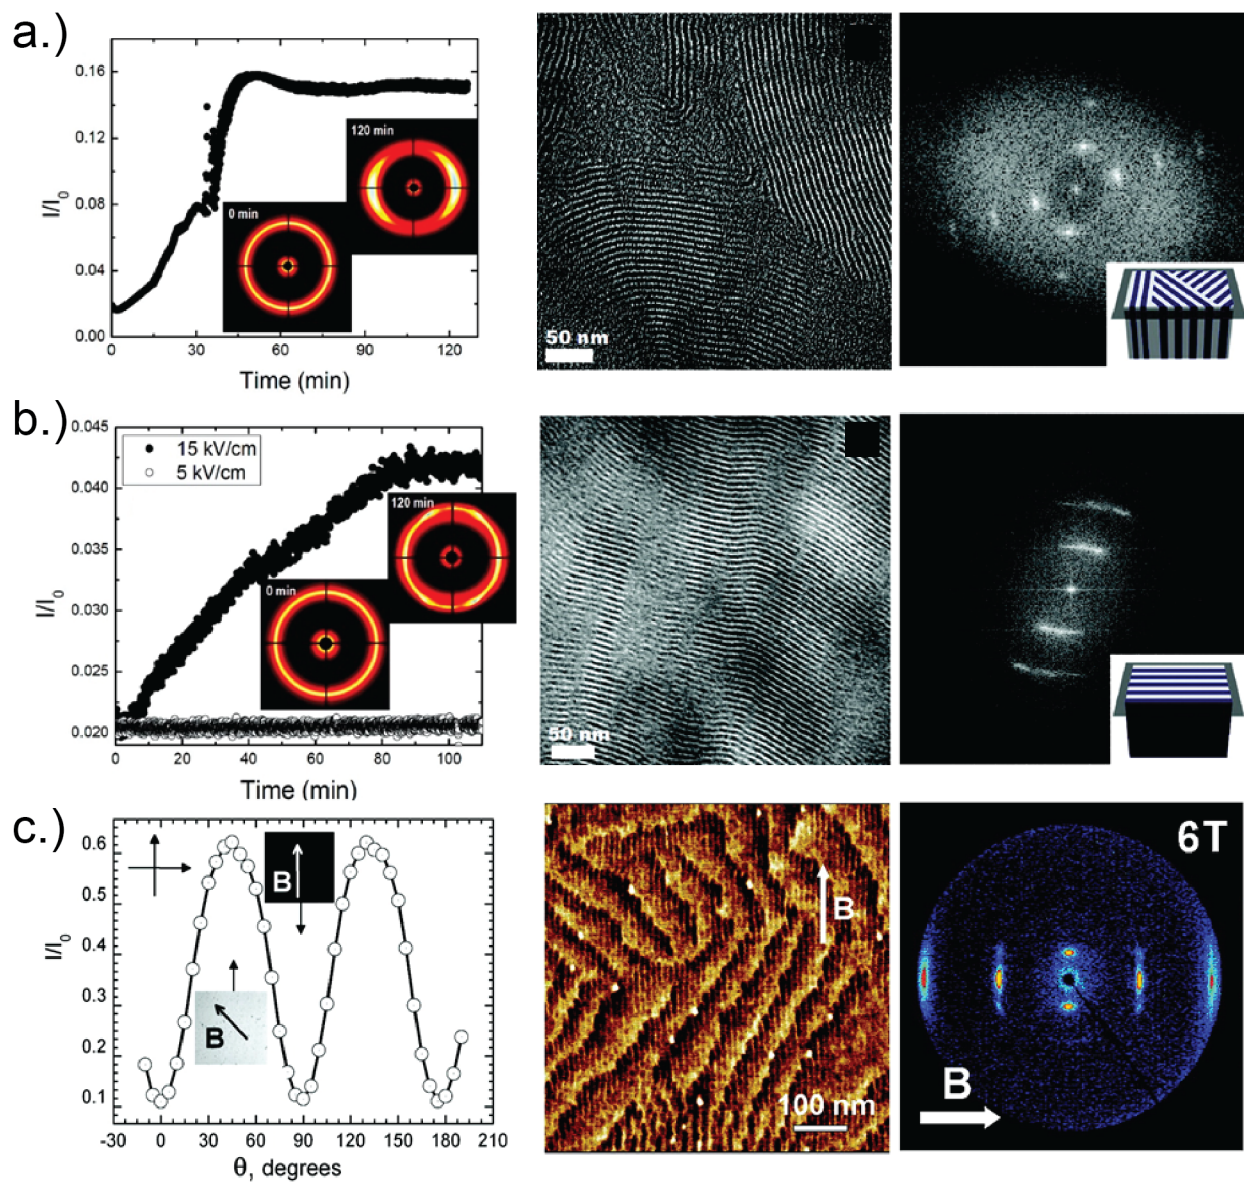 a.)
0.16
0.12
0.08
0.04
0.00
I/I0
0 30 60 90 120
Time (min)
120 min
0 min
50 nm
b.)
0.045
0.040
0.035
0.030
0.025
0.020
I/I0
15 kV/cm
5 kV/cm
0 20 40 60 80 100
Time (min)
120 min
0 min
50 nm
c.)
0.6
0.5
0.4
0.3
0.2
0.1
I/I0
-30 0 30 60 90 120 150 180 210
θ, degrees
B
B
B
100 nm
6T
B